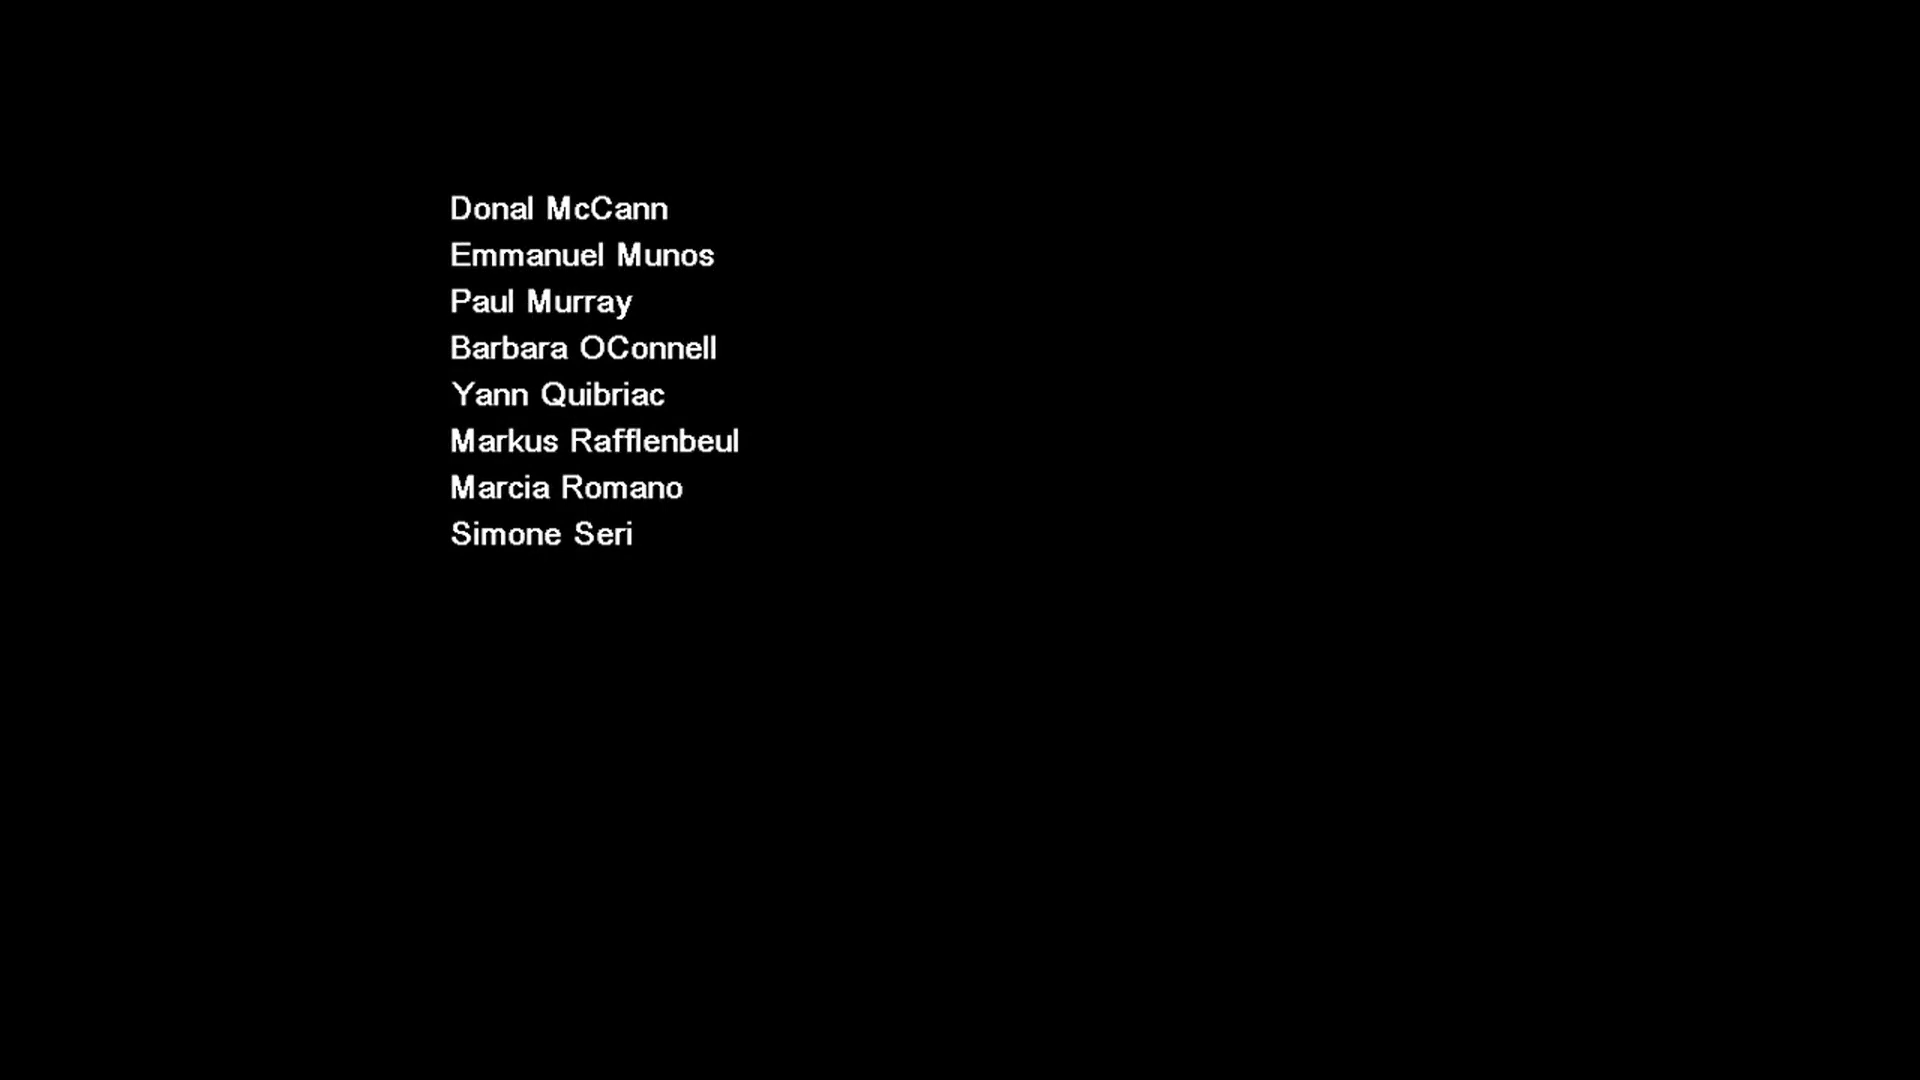 Donal McCann
Emmanuel Munos
Paul Murray
Barbara OConnell
Yann Quibriac
Markus Rafflenbeul
Marcia Romano
Simone Seri